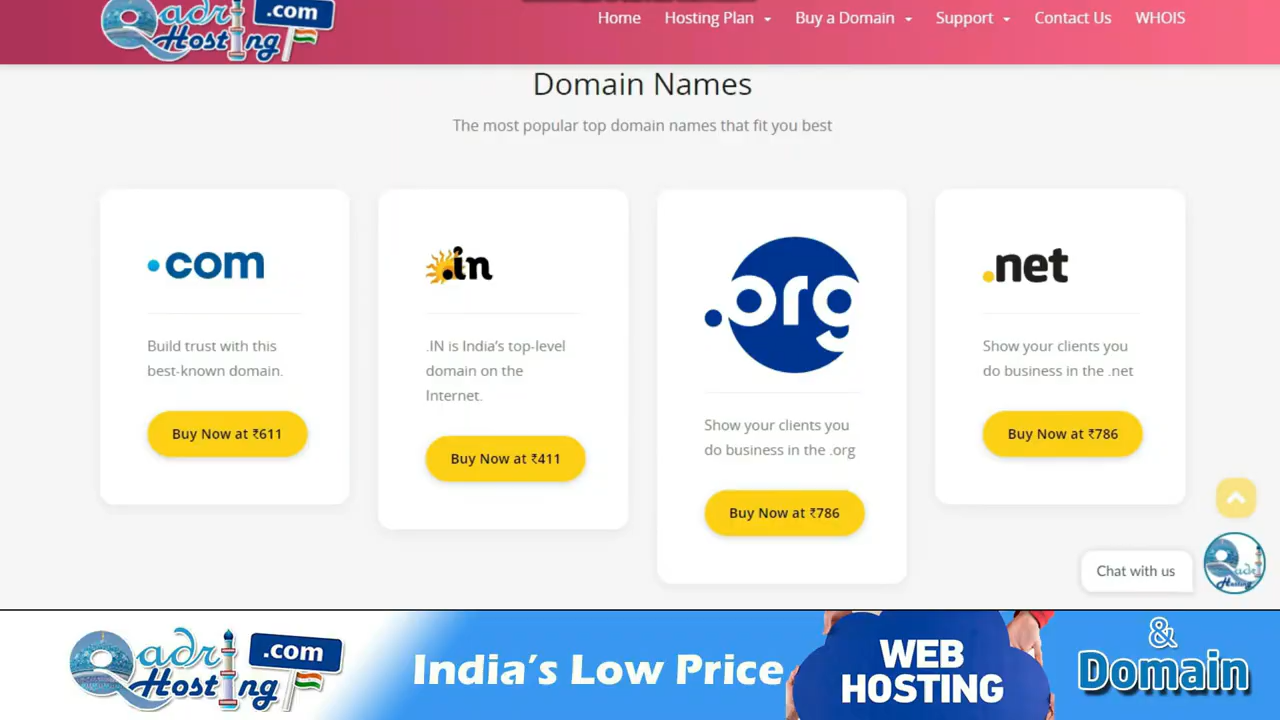 Qadri
.com
Hosting
Home
Hosting Plan
Buy a Domain
Support
Contact Us
WHOIS
Domain Names
The most popular top domain names that fit you best
.com
Build trust with this
best-known domain.
Buy Now at ₹611
.in
.IN is India’s top-level
domain on the
Internet.
Buy Now at ₹411
.org
Show your clients you
do business in the .org
Buy Now at ₹786
.net
Show your clients you
do business in the .net
Buy Now at ₹786
Chat with us
Qadri
Hosting
Qadri
.com
Hosting
India’s Low Price
WEB
HOSTING
&
Domain